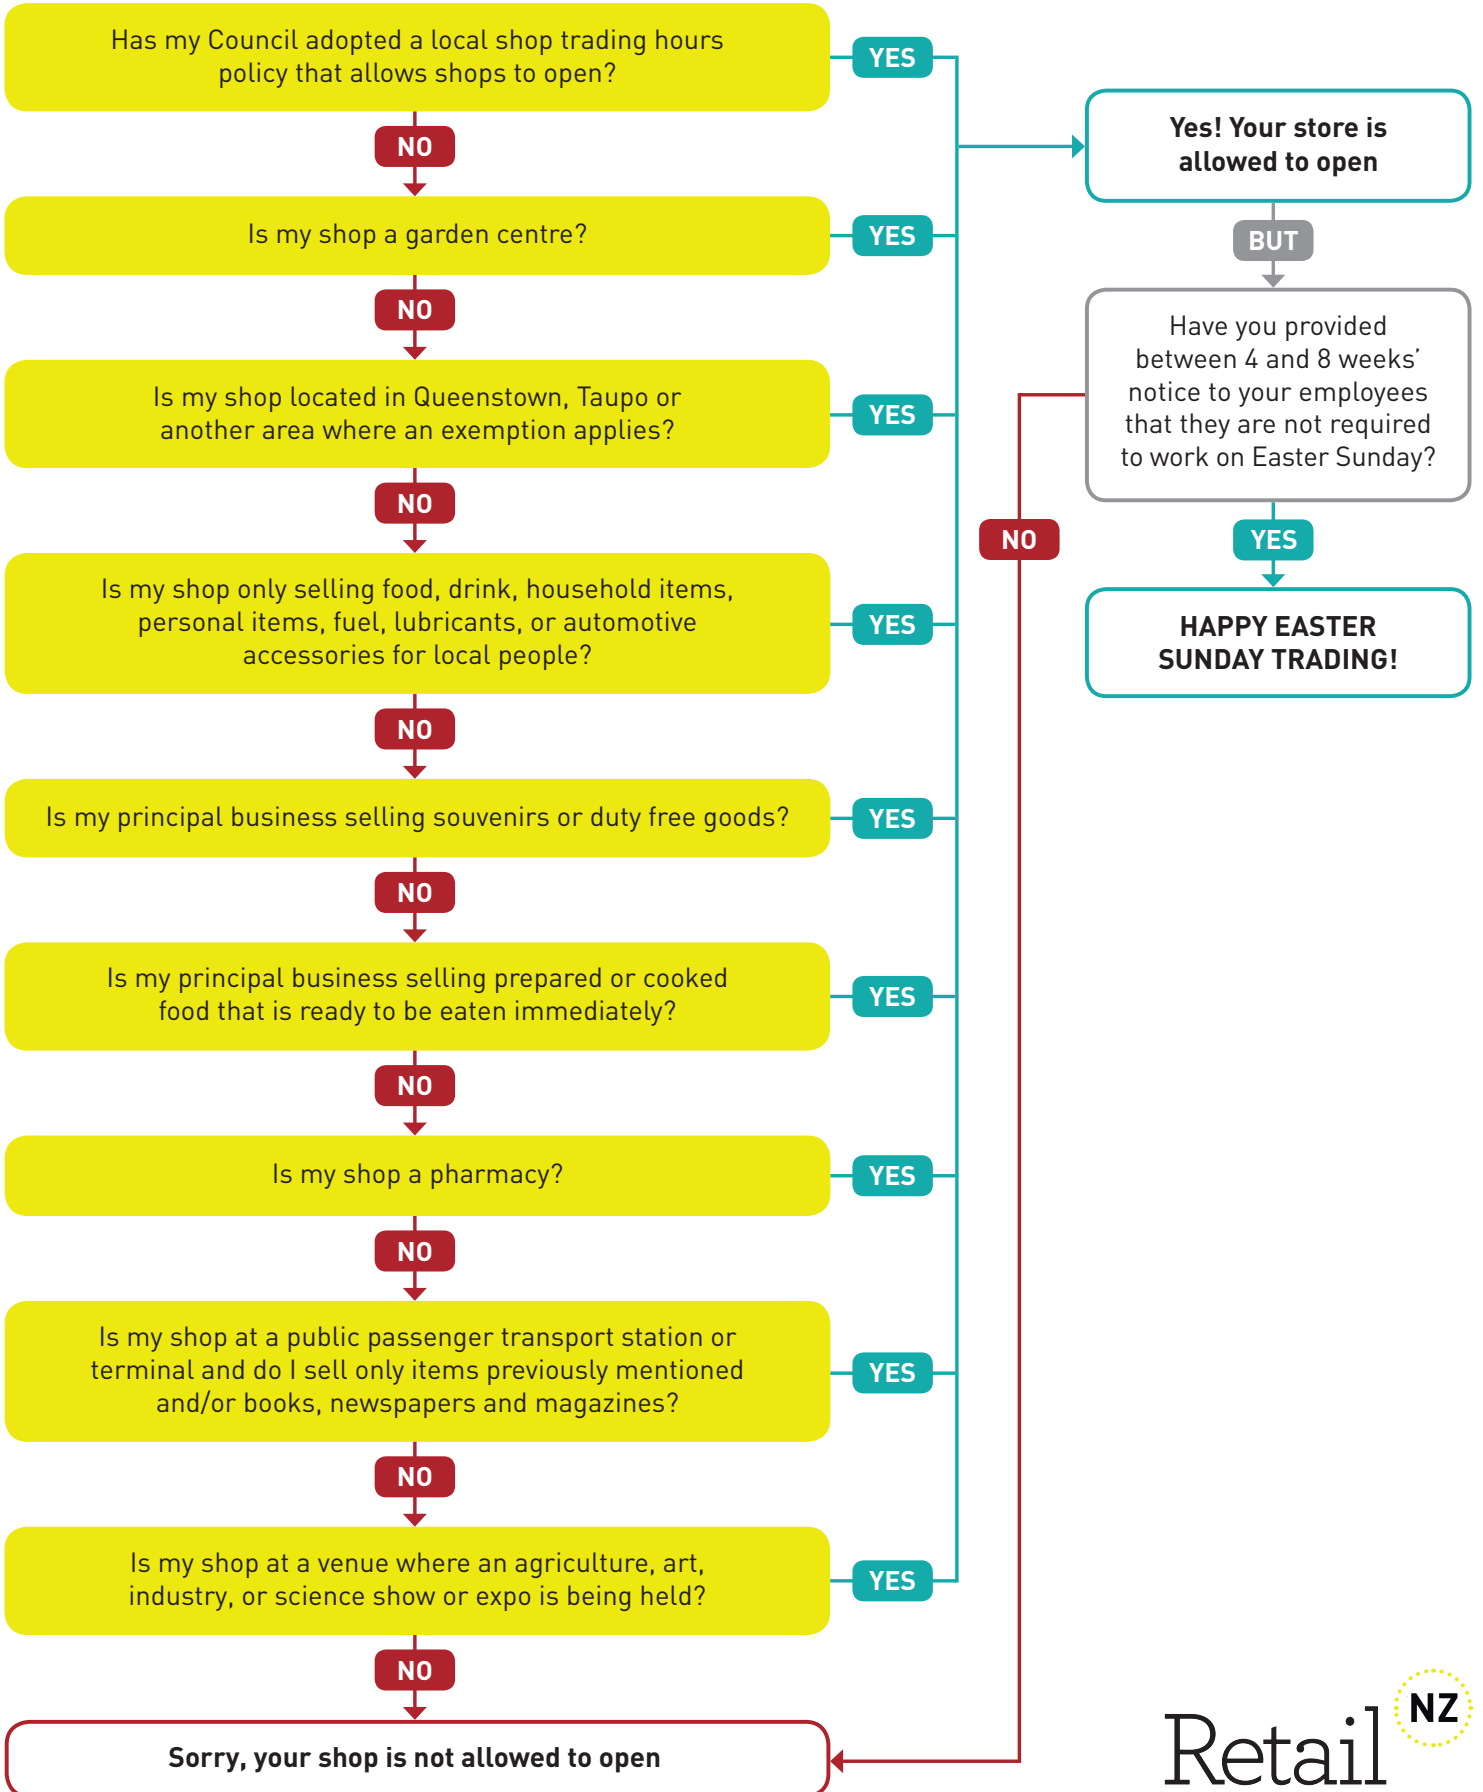 Has my Council adopted a local shop trading hours
policy that allows shops to open?
YES
NO
Is my shop a garden centre?
YES
NO
Is my shop located in Queenstown, Taupo or
another area where an exemption applies?
YES
NO
Is my shop only selling food, drink, household items,
personal items, fuel, lubricants, or automotive
accessories for local people?
YES
NO
Is my principal business selling souvenirs or duty free goods?
YES
NO
Is my principal business selling prepared or cooked
food that is ready to be eaten immediately?
YES
NO
Is my shop a pharmacy?
YES
NO
Is my shop at a public passenger transport station or
terminal and do I sell only items previously mentioned
and/or books, newspapers and magazines?
YES
NO
Is my shop at a venue where an agriculture, art,
industry, or science show or expo is being held?
YES
NO
Sorry, your shop is not allowed to open
Yes! Your store is
allowed to open
BUT
Have you provided
between 4 and 8 weeks’
notice to your employees
that they are not required
to work on Easter Sunday?
NO
YES
HAPPY EASTER
SUNDAY TRADING!
Retail NZ